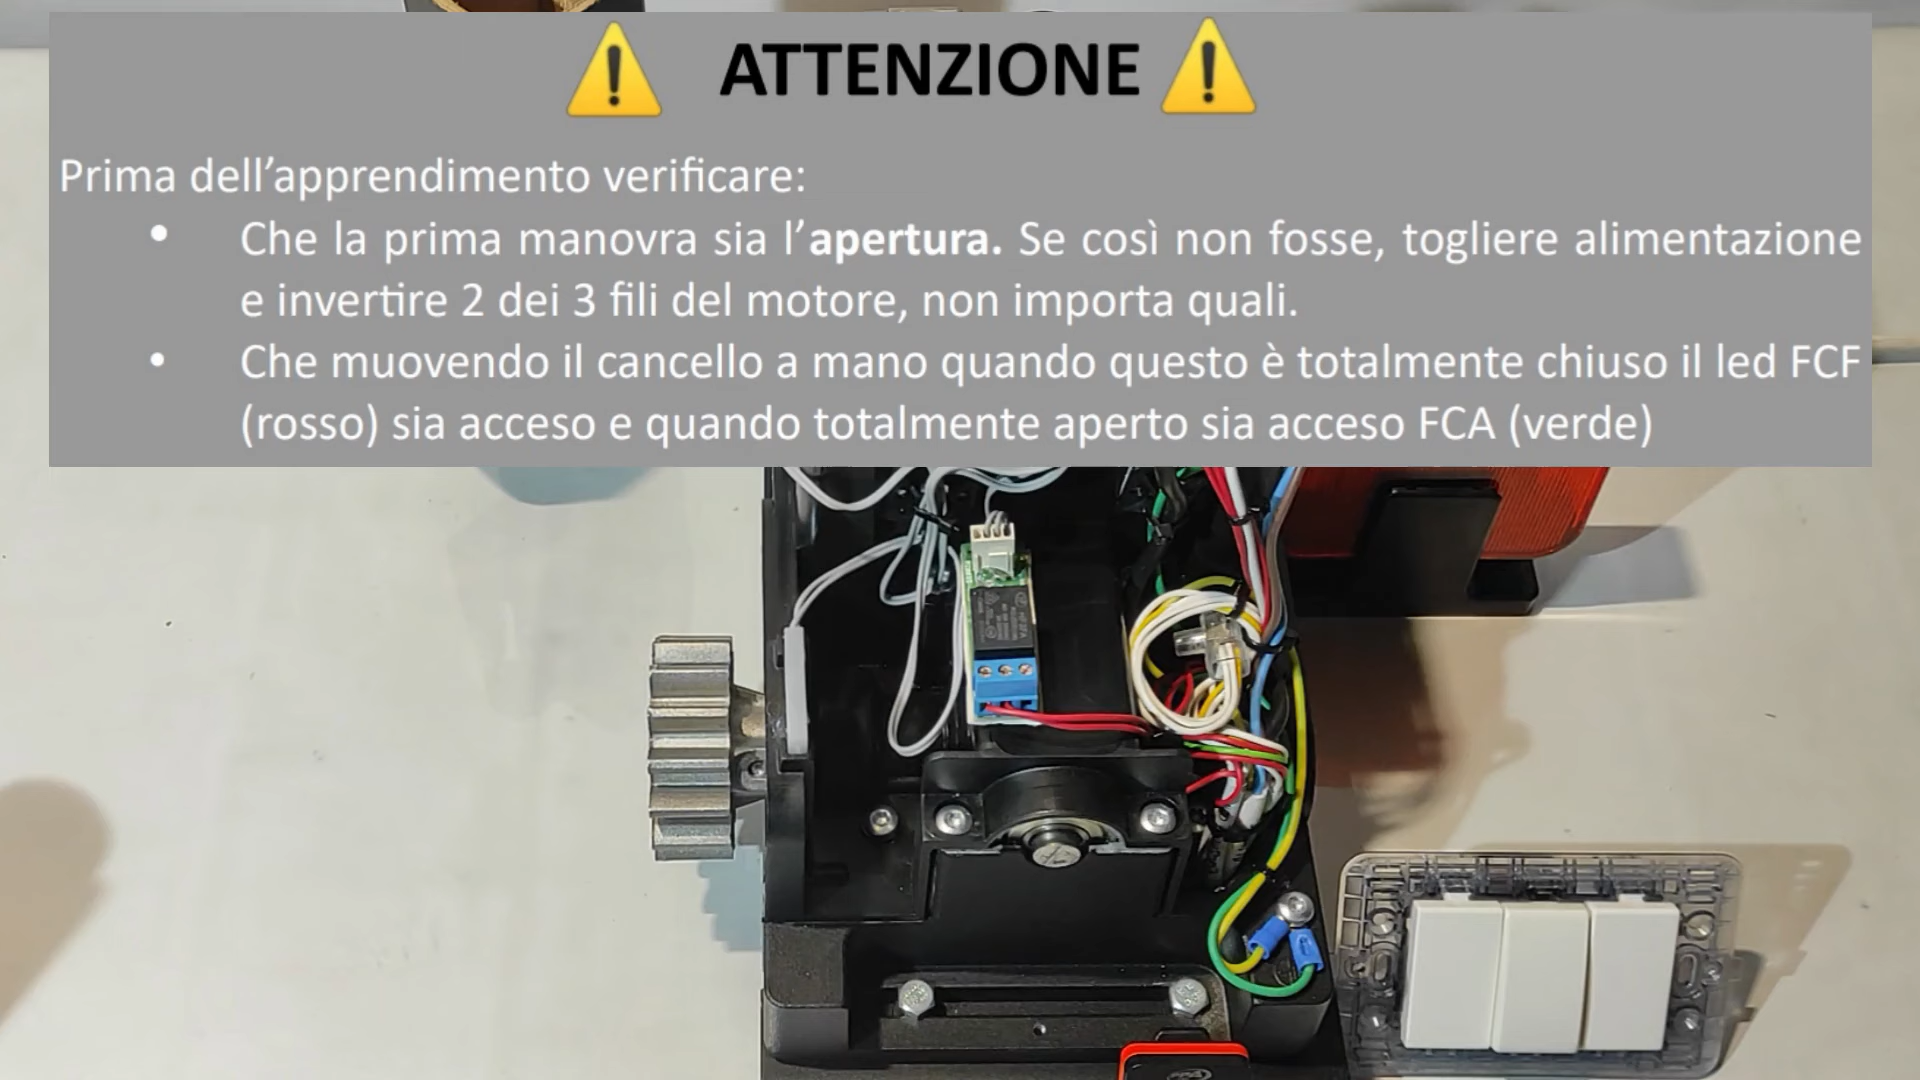 ATTENZIONE
Prima dell’apprendimento verificare:
• Che la prima manovra sia l’apertura. Se così non fosse, togliere alimentazione
e invertire 2 dei 3 fili del motore, non importa quali.
• Che muovendo il cancello a mano quando questo è totalmente chiuso il led FCF
(rosso) sia acceso e quando totalmente aperto sia acceso FCA (verde)